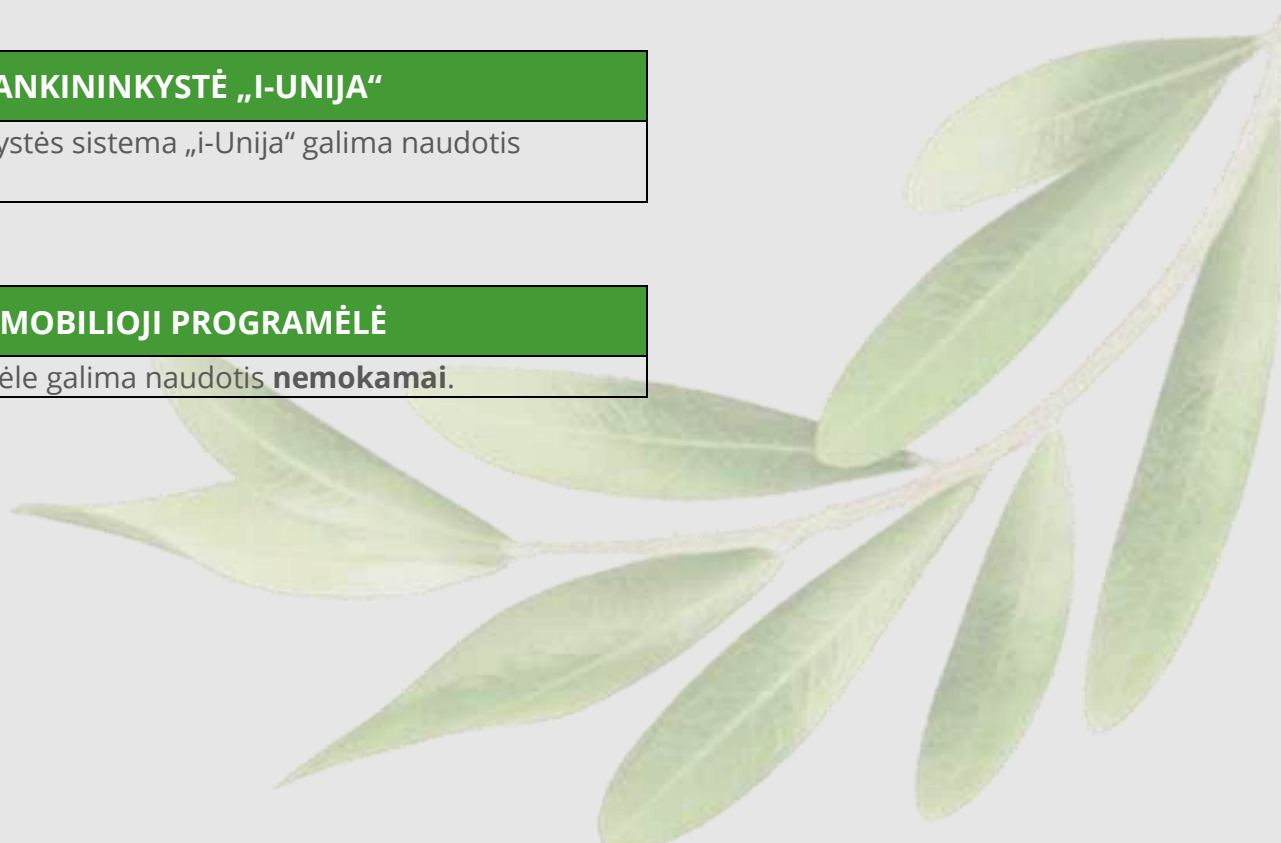 ANKININKYSTĖ „I-UNIJA“
ystės sistema „i-Unija“ galima naudotis
MOBILIOJI PROGRAMĖLĖ
ėle galima naudotis nemokamai.